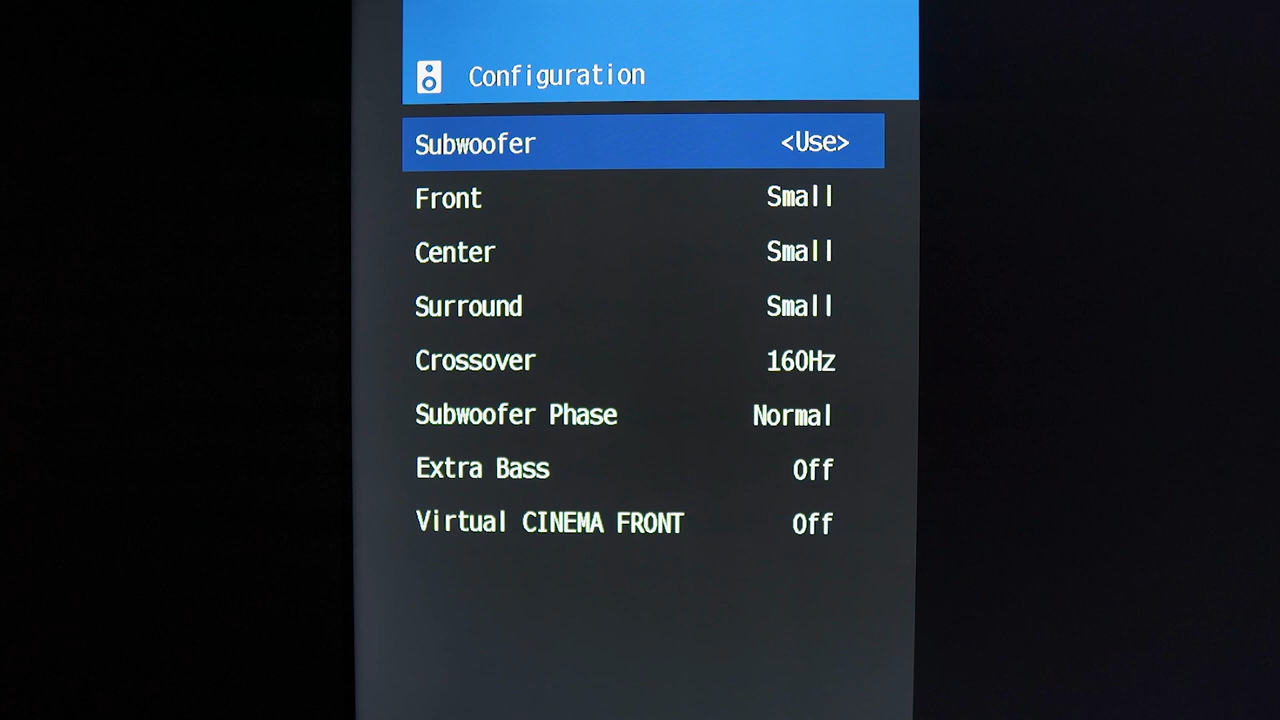 Configuration
Subwoofer <Use>
Front Small
Center Small
Surround Small
Crossover 160Hz
Subwoofer Phase Normal
Extra Bass Off
Virtual CINEMA FRONT Off